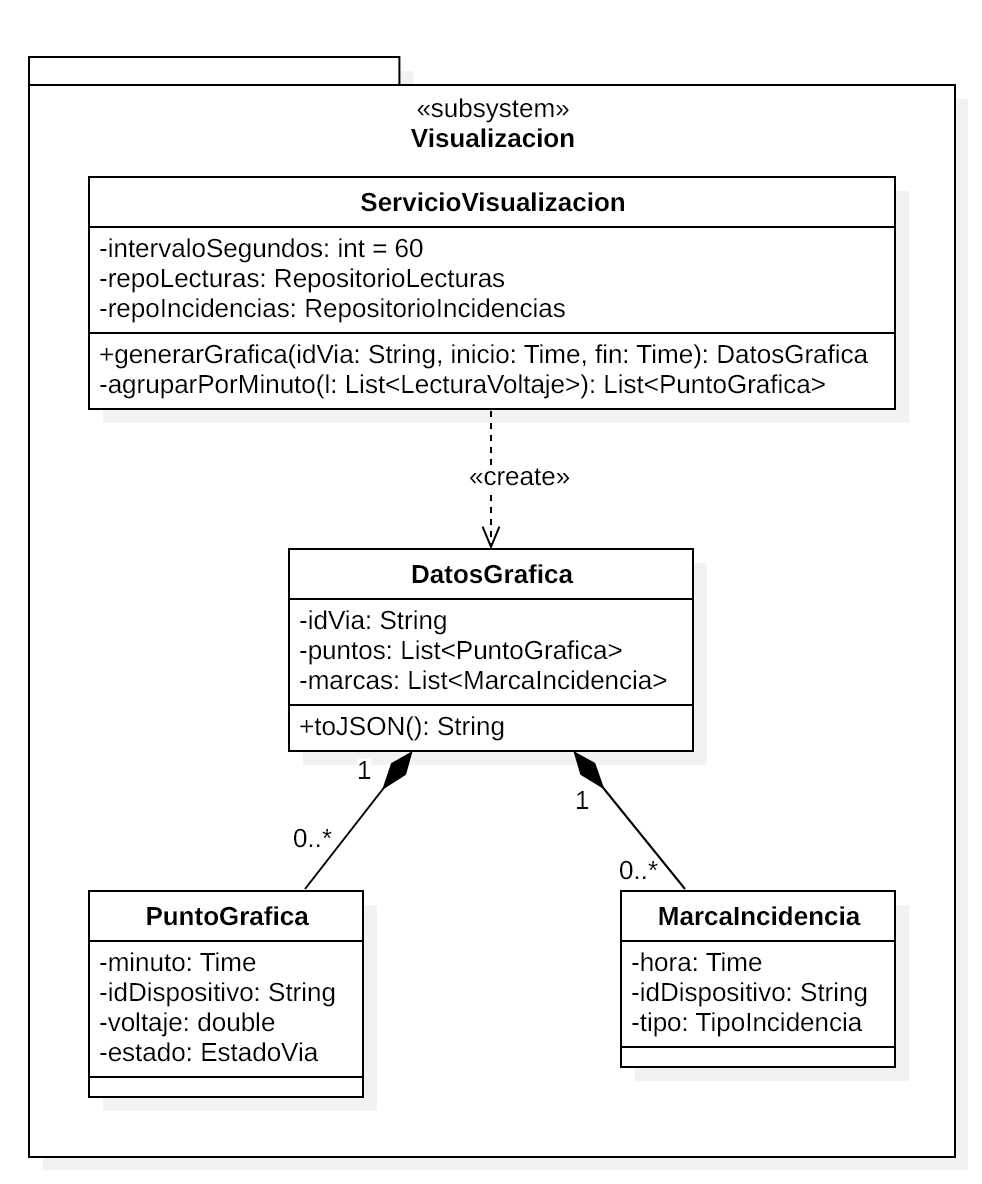 «subsystem»
Visualizacion
ServicioVisualizacion
-intervaloSegundos: int = 60
-repoLecturas: RepositorioLecturas
-repoIncidencias: RepositorioIncidencias
+generarGrafica(idVia: String, inicio: Time, fin: Time): DatosGrafica
-agruparPorMinuto(l: List<LecturaVoltaje>): List<PuntoGrafica>
«create»
DatosGrafica
-idVia: String
-puntos: List<PuntoGrafica>
-marcas: List<MarcaIncidencia>
+toJSON(): String
1
1
0..*
0..*
PuntoGrafica
-minuto: Time
-idDispositivo: String
-voltaje: double
-estado: EstadoVia
MarcaIncidencia
-hora: Time
-idDispositivo: String
-tipo: TipoIncidencia